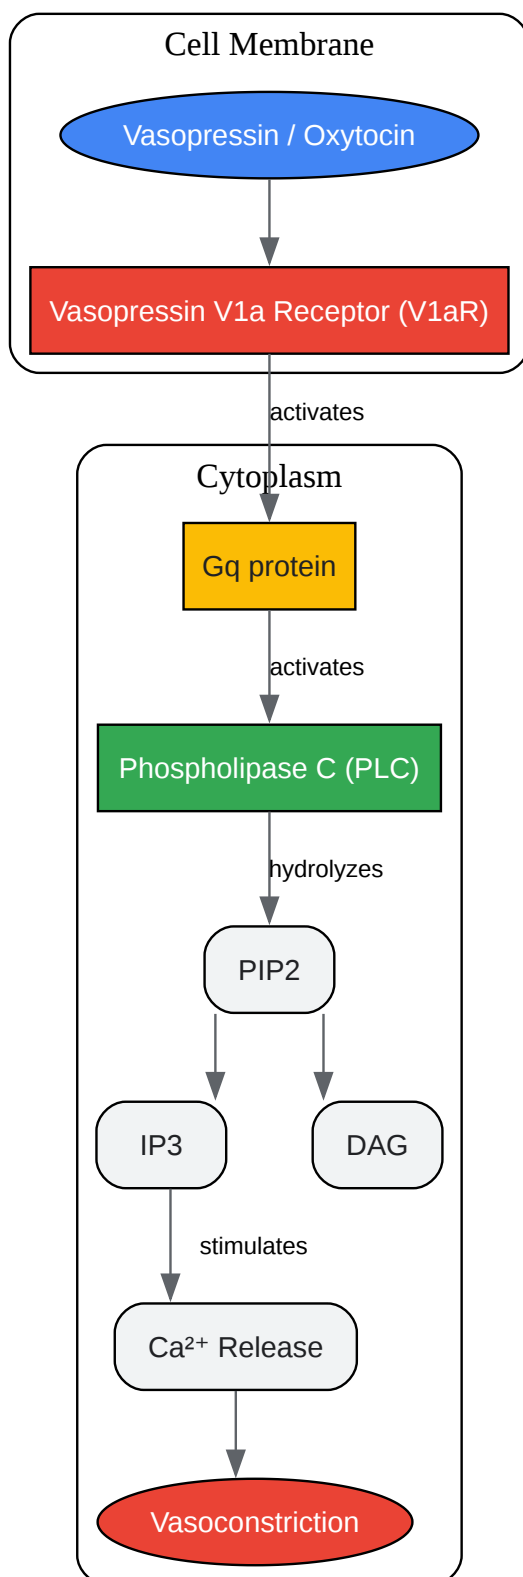 Cell Membrane
Vasopressin / Oxytocin
Vasopressin V1a Receptor (V1aR)
activates
Cytoplasm
Gq protein
activates
Phospholipase C (PLC)
hydrolyzes
PIP2
IP3
DAG
stimulates
Ca²⁺ Release
Vasoconstriction